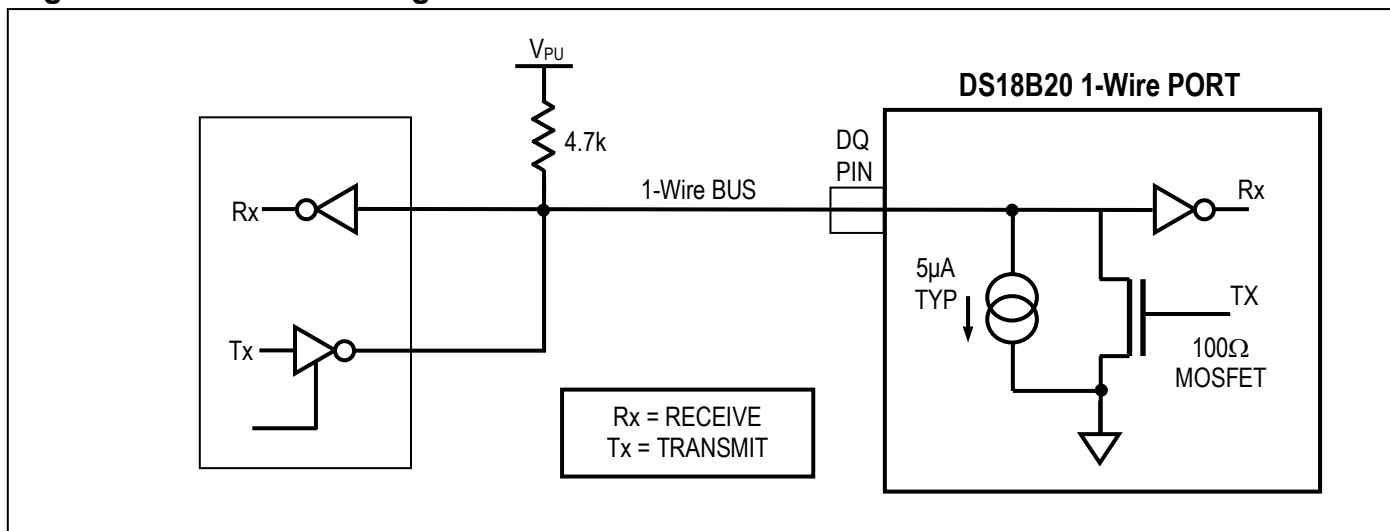 V_PU
4.7k
DS18B20 1-Wire PORT
DQ
PIN
1-Wire BUS
Rx
Rx
5µA
TYP
TX
100Ω
MOSFET
Tx
Rx = RECEIVE
Tx = TRANSMIT